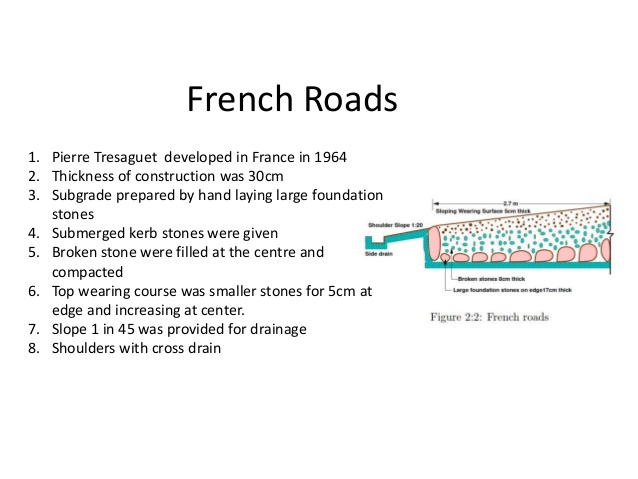 French Roads
1. Pierre Tresaguet developed in France in 1964
2. Thickness of construction was 30cm
3. Subgrade prepared by hand laying large foundation
stones
4. Submerged kerb stones were given
5. Broken stone were filled at the centre and
compacted
6. Top wearing course was smaller stones for 5cm at
edge and increasing at center.
7. Slope 1 in 45 was provided for drainage
8. Shoulders with cross drain
2.7 m
Sloping Wearing Surface 5cm thick
Shoulder Slope 1:20
Side drain
Broken stones 8cm thick
Large foundation stones on edge17cm thick
Figure 2:2: French roads